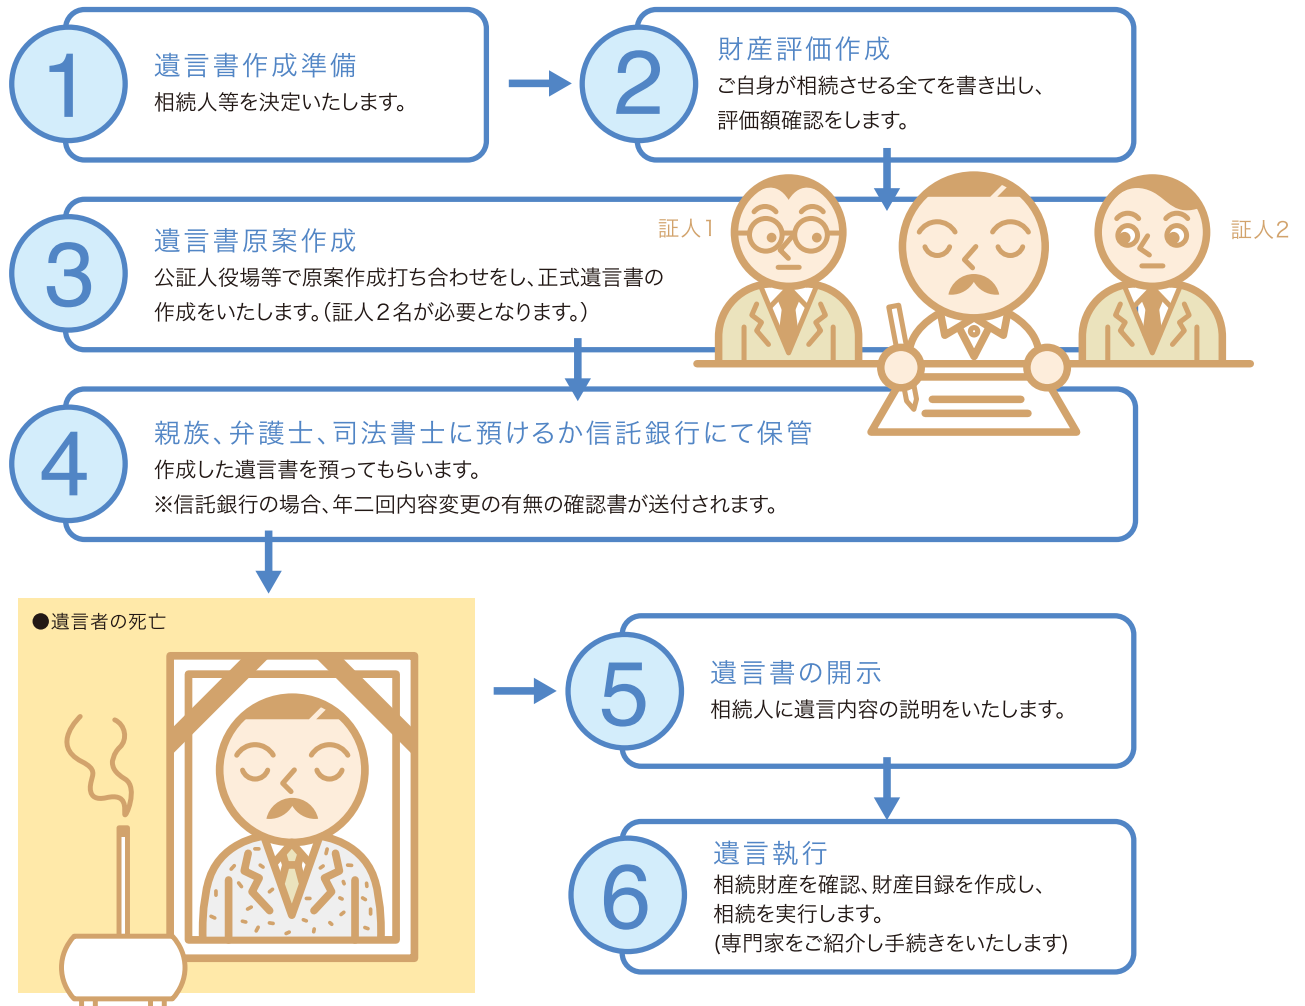 1
遺言書作成準備
相続人等を決定いたします。
2
財産評価作成
ご自身が相続させる全てを書き出し、
評価額確認をします。
3
遺言書原案作成
公証人役場等で原案作成打ち合わせをし、正式遺言書の
作成をいたします。(証人2名が必要となります。)
証人1
証人2
4
親族、弁護士、司法書士に預けるか信託銀行にて保管
作成した遺言書を預ってもらいます。
※信託銀行の場合、年二回内容変更の有無の確認書が送付されます。
●遺言者の死亡
5
遺言書の開示
相続人に遺言内容の説明をいたします。
6
遺言執行
相続財産を確認、財産目録を作成し、
相続を実行します。
(専門家をご紹介し手続きをいたします)